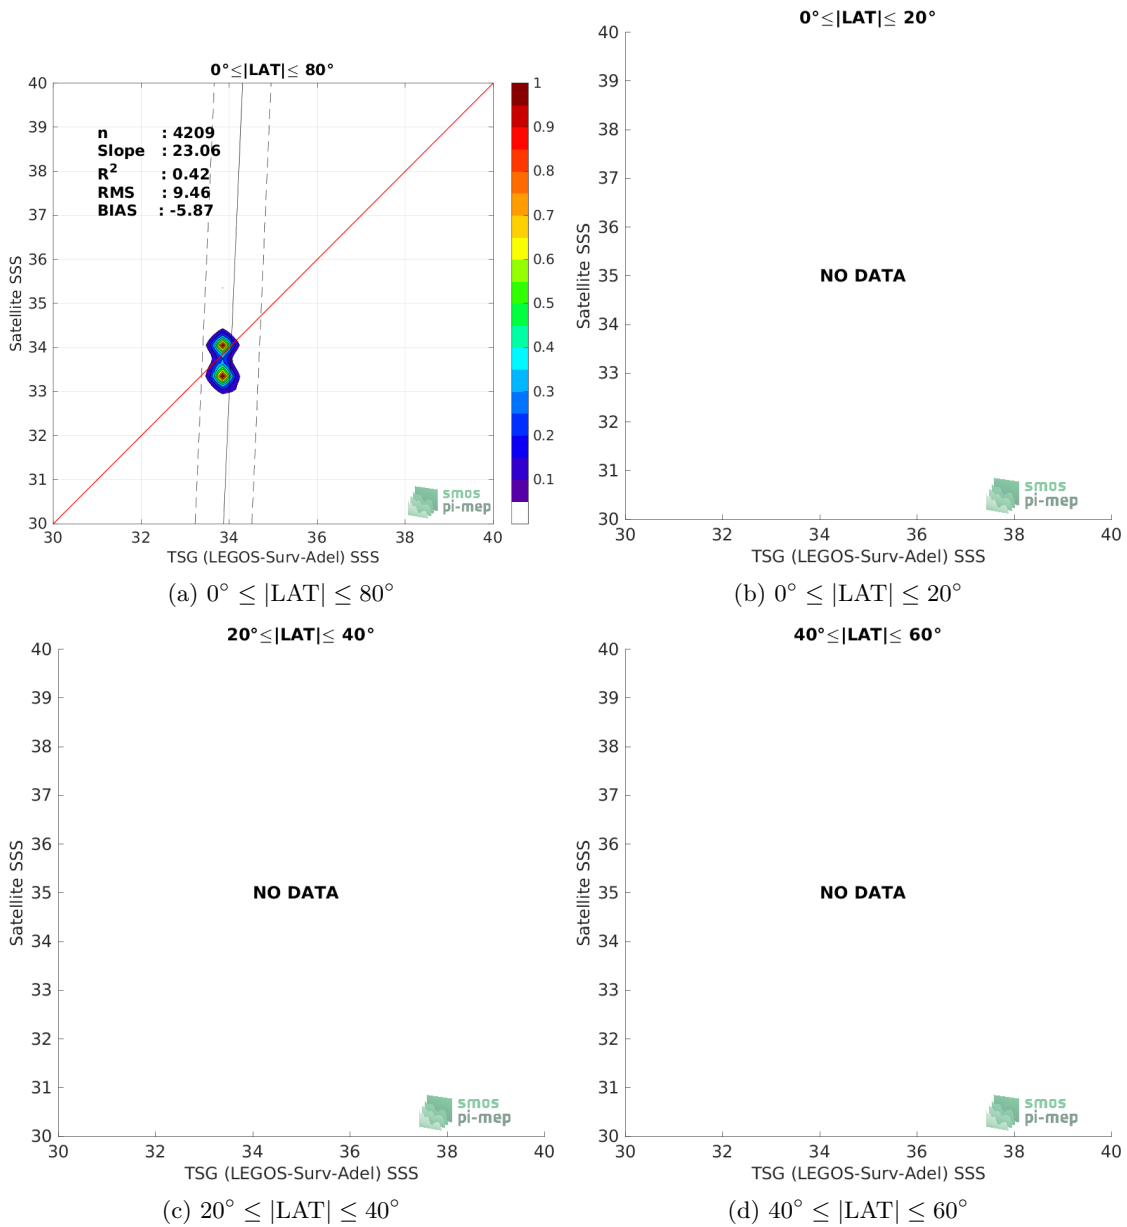 0°≤|LAT|≤ 80°
40
39
38
37
36
35
34
33
32
31
30
Satellite SSS
n : 4209
Slope : 23.06
R² : 0.42
RMS : 9.46
BIAS : -5.87
1
0.9
0.8
0.7
0.6
0.5
0.4
0.3
0.2
0.1
smos
pi-mep
30 32 34 36 38 40
TSG (LEGOS-Surv-Adel) SSS
(a) 0° ≤ |LAT| ≤ 80°
0°≤|LAT|≤ 20°
40
39
38
37
36
35
34
33
32
31
30
Satellite SSS
NO DATA
smos
pi-mep
30 32 34 36 38 40
TSG (LEGOS-Surv-Adel) SSS
(b) 0° ≤ |LAT| ≤ 20°
20°≤|LAT|≤ 40°
40
39
38
37
36
35
34
33
32
31
30
Satellite SSS
NO DATA
smos
pi-mep
30 32 34 36 38 40
TSG (LEGOS-Surv-Adel) SSS
(c) 20° ≤ |LAT| ≤ 40°
40°≤|LAT|≤ 60°
40
39
38
37
36
35
34
33
32
31
30
Satellite SSS
NO DATA
smos
pi-mep
30 32 34 36 38 40
TSG (LEGOS-Surv-Adel) SSS
(d) 40° ≤ |LAT| ≤ 60°